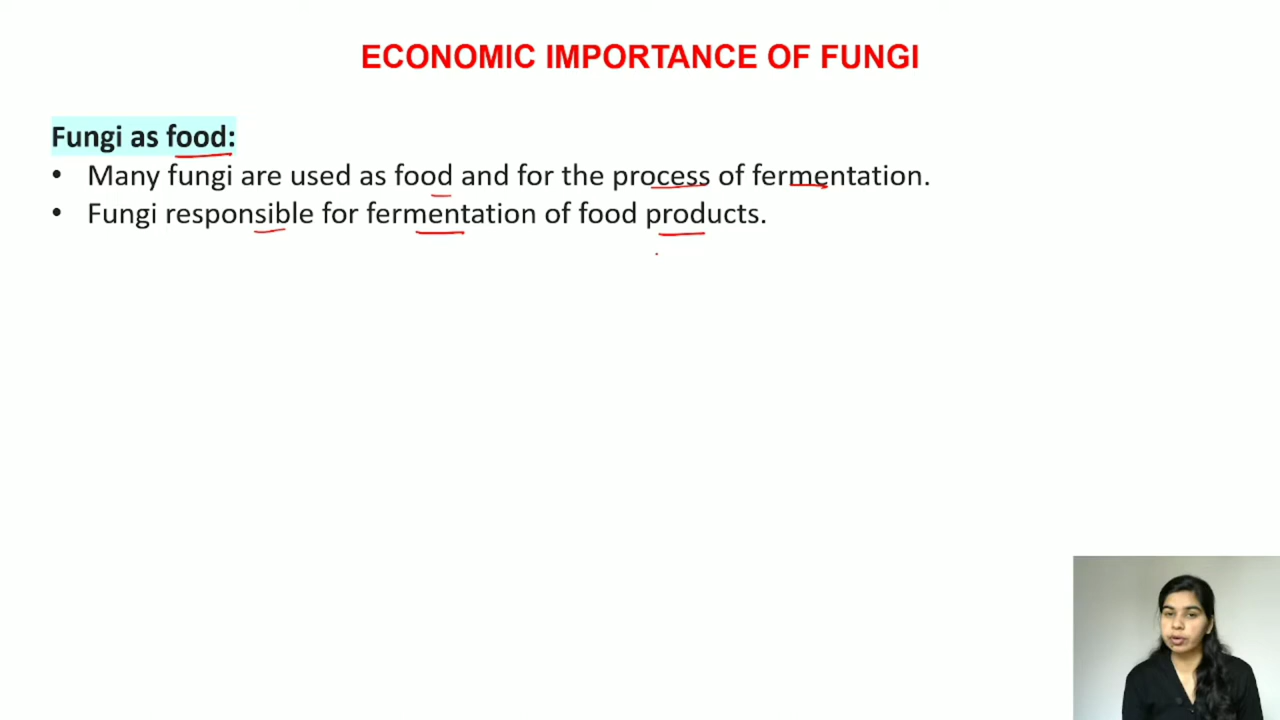 ECONOMIC IMPORTANCE OF FUNGI
Fungi as food:
• Many fungi are used as food and for the process of fermentation.
• Fungi responsible for fermentation of food products.